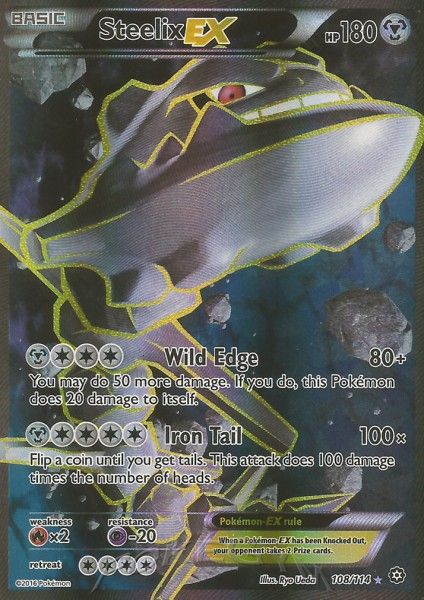 BASIC Steelix EX HP 180
Wild Edge 80+
You may do 50 more damage. If you do, this Pokémon
does 20 damage to itself.
Iron Tail 100×
Flip a coin until you get tails. This attack does 100 damage
times the number of heads.
weakness resistance
×2 -20
retreat
Pokémon-EX rule
When a Pokémon-EX has been Knocked Out,
your opponent takes 2 Prize cards.
©2016 Pokémon Illus. Ryo Ueda 108/114